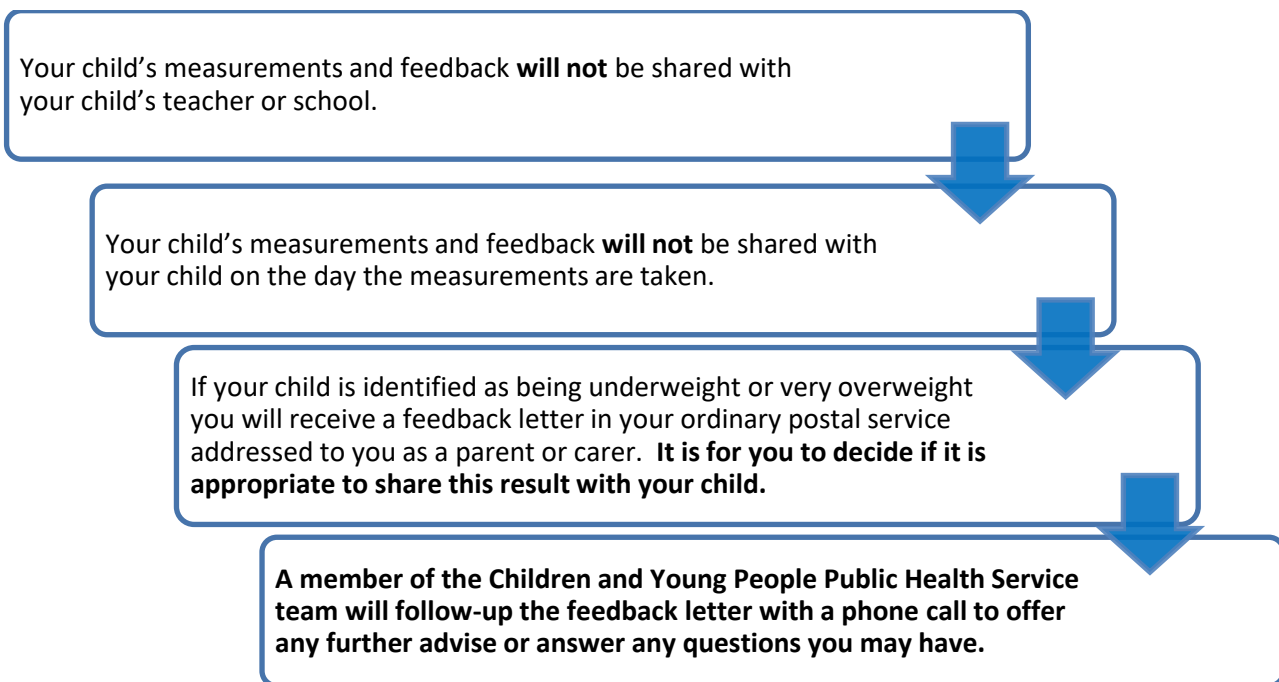 Your child’s measurements and feedback will not be shared with
your child’s teacher or school.
Your child’s measurements and feedback will not be shared with
your child on the day the measurements are taken.
If your child is identified as being underweight or very overweight
you will receive a feedback letter in your ordinary postal service
addressed to you as a parent or carer.  It is for you to decide if it is
appropriate to share this result with your child.
A member of the Children and Young People Public Health Service
team will follow-up the feedback letter with a phone call to offer
any further advise or answer any questions you may have.